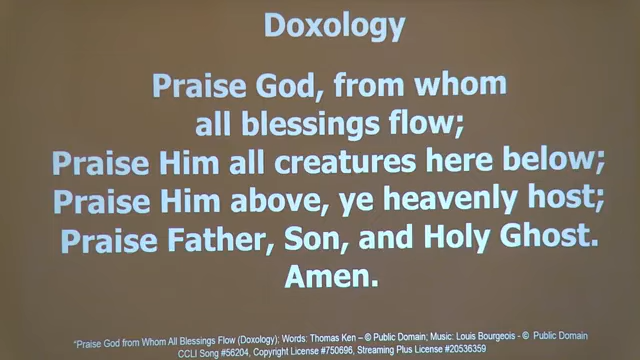 Doxology
Praise God, from whom
all blessings flow;
Praise Him all creatures here below;
Praise Him above, ye heavenly host;
Praise Father, Son, and Holy Ghost.
Amen.
"Praise God from Whom All Blessings Flow (Doxology); Words: Thomas Ken – © Public Domain; Music: Louis Bourgeois - © Public Domain
CCLI Song #56204, Copyright License #750696, Streaming Plus License #20536359